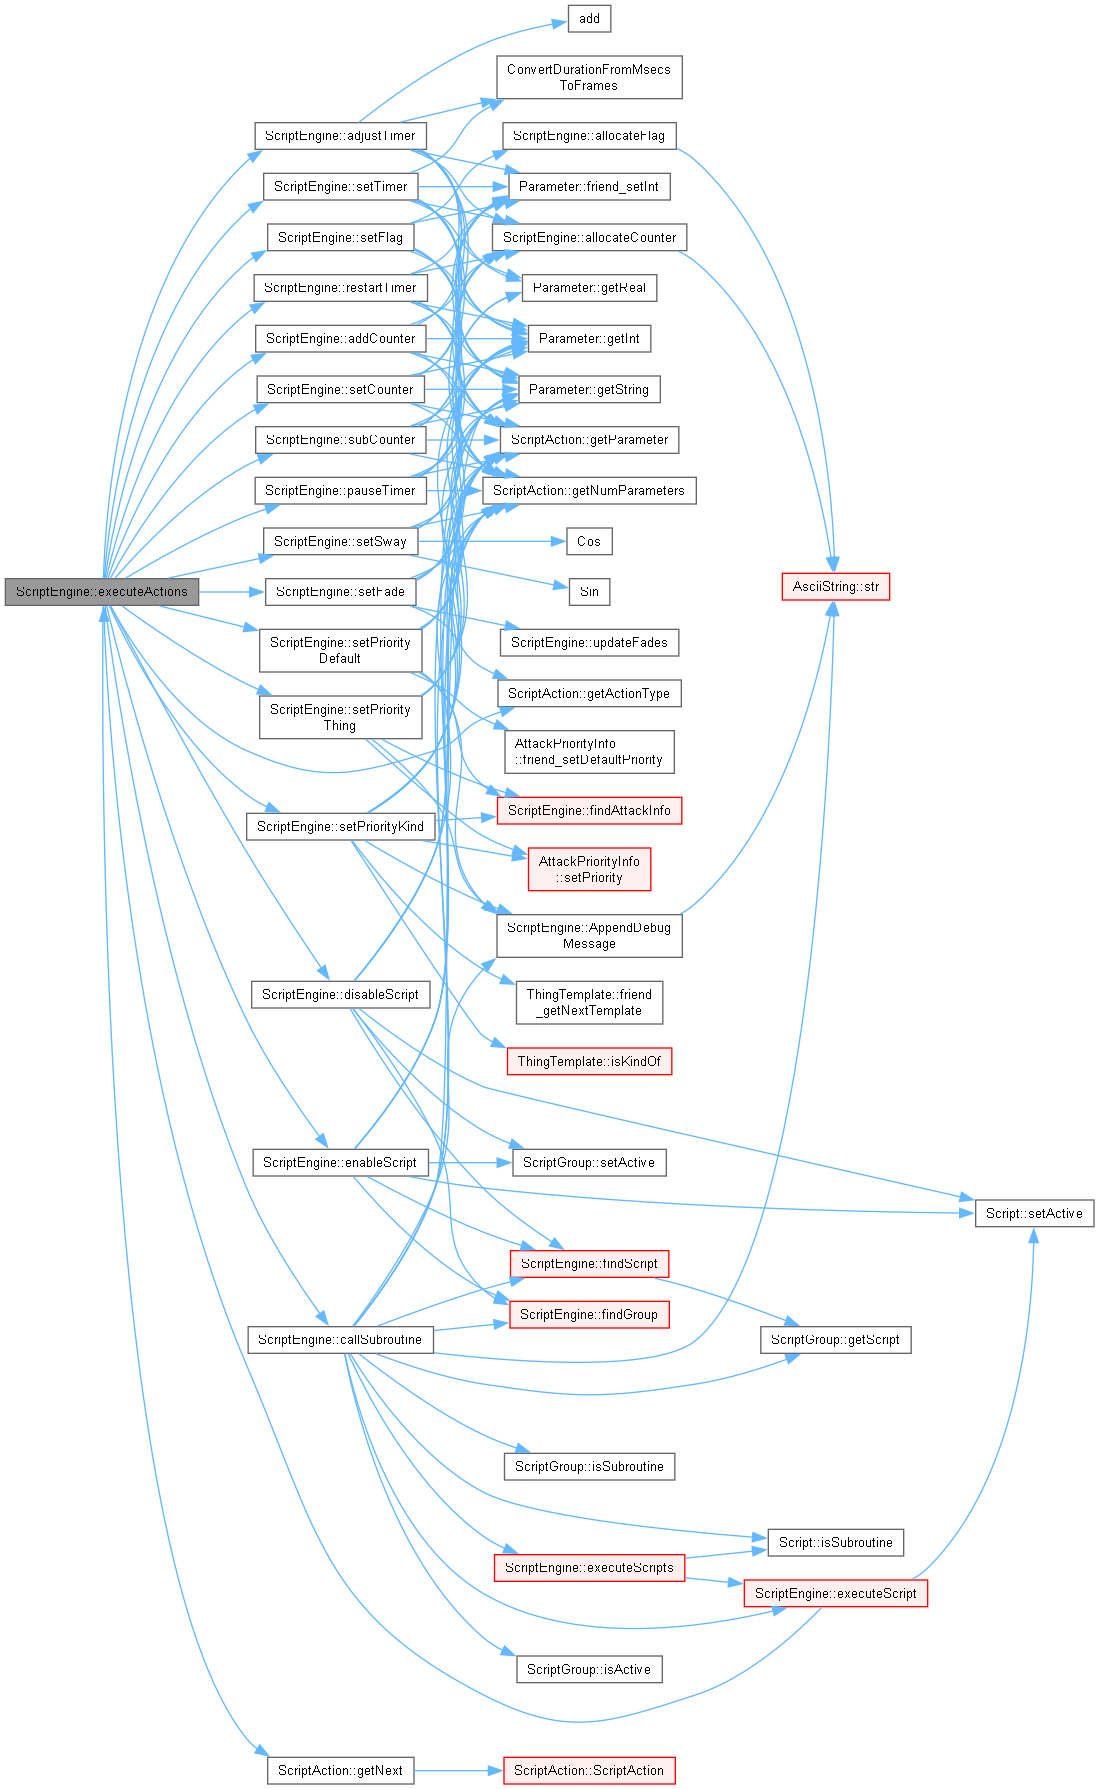 add
ConvertDurationFromMsecs
ToFrames
ScriptEngine::adjustTimer
ScriptEngine::allocateFlag
ScriptEngine::setTimer
Parameter::friend_setInt
ScriptEngine::setFlag
ScriptEngine::allocateCounter
ScriptEngine::restartTimer
Parameter::getReal
ScriptEngine::addCounter
Parameter::getInt
ScriptEngine::setCounter
Parameter::getString
ScriptEngine::subCounter
ScriptAction::getParameter
ScriptEngine::pauseTimer
ScriptAction::getNumParameters
ScriptEngine::setSway
Cos
ScriptEngine::executeActions
ScriptEngine::setFade
Sin
AsciiString::str
ScriptEngine::setPriority
Default
ScriptEngine::updateFades
ScriptEngine::setPriority
Thing
ScriptAction::getActionType
AttackPriorityInfo
::friend_setDefaultPriority
ScriptEngine::findAttackInfo
ScriptEngine::setPriorityKind
AttackPriorityInfo
::setPriority
ScriptEngine::AppendDebug
Message
ScriptEngine::disableScript
ThingTemplate::friend
_getNextTemplate
ThingTemplate::isKindOf
ScriptEngine::enableScript
ScriptGroup::setActive
Script::setActive
ScriptEngine::findScript
ScriptEngine::findGroup
ScriptEngine::callSubroutine
ScriptGroup::getScript
ScriptGroup::isSubroutine
Script::isSubroutine
ScriptEngine::executeScripts
ScriptEngine::executeScript
ScriptGroup::isActive
ScriptAction::getNext
ScriptAction::ScriptAction